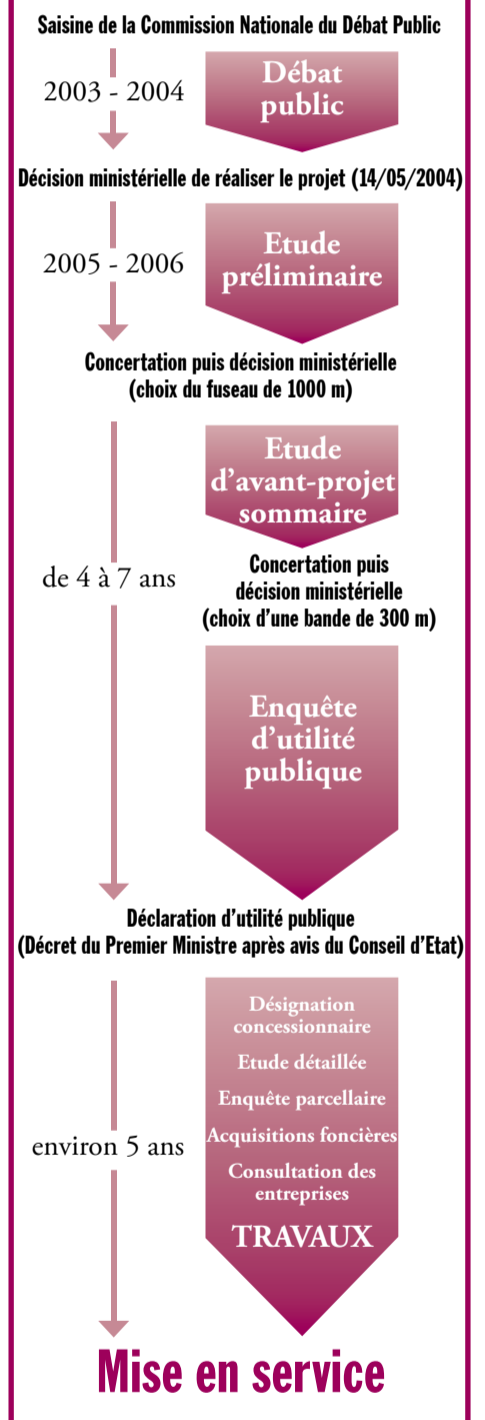 Saisine de la Commission Nationale du Débat Public
2003 - 2004
Débat
public
Décision ministérielle de réaliser le projet (14/05/2004)
2005 - 2006
Etude
préliminaire
Concertation puis décision ministérielle
(choix du fuseau de 1000 m)
de 4 à 7 ans
Etude
d'avant-projet
sommaire
Concertation puis
décision ministérielle
(choix d'une bande de 300 m)
Enquête
d'utilité
publique
Déclaration d'utilité publique
(Décret du Premier Ministre après avis du Conseil d'Etat)
environ 5 ans
Désignation
concessionnaire
Etude détaillée
Enquête parcellaire
Acquisitions foncières
Consultation des
entreprises
TRAVAUX
Mise en service